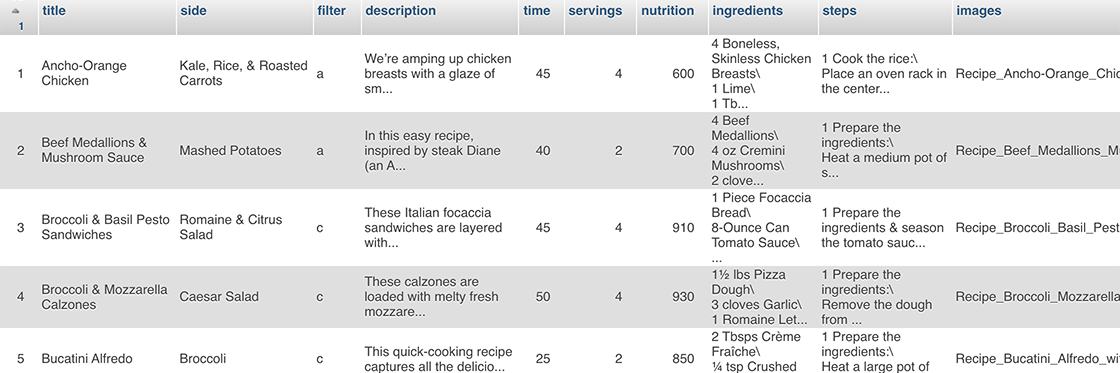 title side filter description time servings nutrition ingredients steps images
1
1 Ancho-Orange Chicken Kale, Rice, & Roasted Carrots a We’re amping up chicken breasts with a glaze of sm... 45 4 600 4 Boneless, Skinless Chicken Breasts\ 1 Lime\ 1 Tb... 1 Cook the rice:\ Place an oven rack in the center... Recipe_Ancho-Orange_Chic
2 Beef Medallions & Mushroom Sauce Mashed Potatoes a In this easy recipe, inspired by steak Diane (an A... 40 2 700 4 Beef Medallions\ 4 oz Cremini Mushrooms\ 2 clove... 1 Prepare the ingredients:\ Heat a medium pot of s... Recipe_Beef_Medallions_M
3 Broccoli & Basil Pesto Sandwiches Romaine & Citrus Salad c These Italian focaccia sandwiches are layered with... 45 4 910 1 Piece Focaccia Bread\ 8-Ounce Can Tomato Sauce\ ... 1 Prepare the ingredients & season the tomato sauc... Recipe_Broccoli_Basil_Pest
4 Broccoli & Mozzarella Calzones Caesar Salad c These calzones are loaded with melty fresh mozzare... 50 4 930 1½ lbs Pizza Dough\ 3 cloves Garlic\ 1 Romaine Let... 1 Prepare the ingredients:\ Remove the dough from ... Recipe_Broccoli_Mozzarella
5 Bucatini Alfredo Broccoli c This quick-cooking recipe captures all the delicio... 25 2 850 2 Tbsps Crème Fraîche\ ¼ tsp Crushed 1 Prepare the ingredients:\ Heat a large pot of Recipe_Bucatini_Alfredo_wi